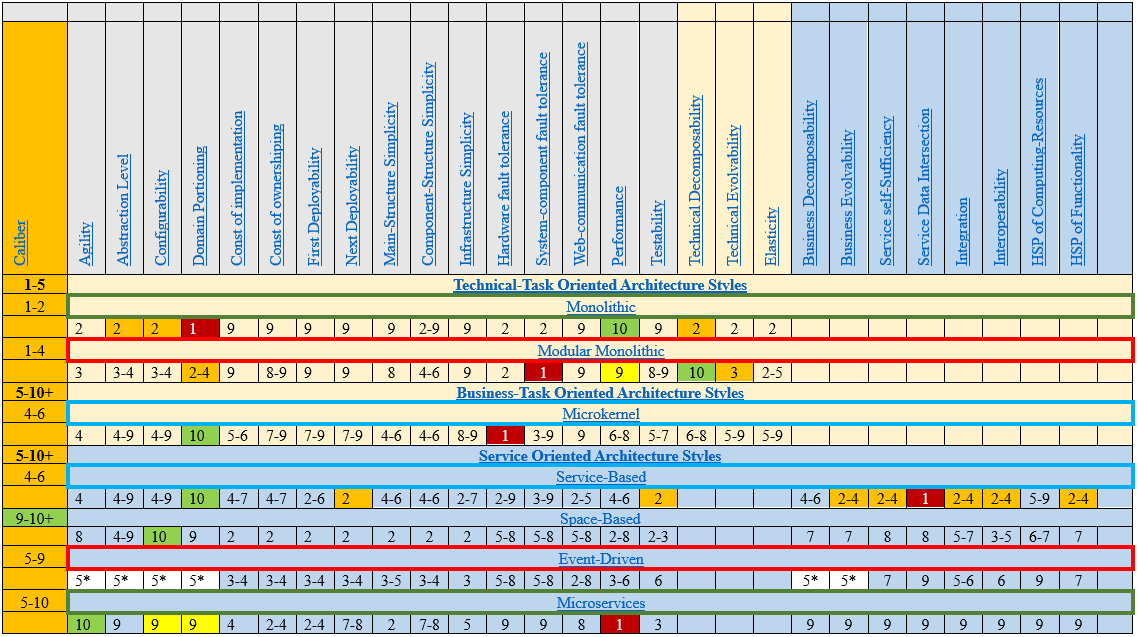 Caliber
Agility
Abstraction Level
Configurability
Domain Portioning
Const of implementation
Const of ownershiping
First Deployability
Next Deployability
Main-Structure Simplicity
Component-Structure Simplicity
Infrastructure Simplicity
Hardware fault tolerance
System-component fault tolerance
Web-communication fault tolerance
Performance
Testability
Technical Decomposability
Technical Evolvability
Elasticity
Business Decomposability
Business Evolvability
Service self-Sufficiency
Service Data Intersection
Integration
Interoperability
HSP of Computing-Resources
HSP of Functionality
1-5 Technical-Task Oriented Architecture Styles
1-2 Monolithic
2 2 2 1 9 9 9 9 9 2-9 9 2 2 9 10 9 2 2 2
1-4 Modular Monolithic
3 3-4 3-4 2-4 9 8-9 9 9 8 4-6 9 2 1 9 9 8-9 10 3 2-5
5-10+ Business-Task Oriented Architecture Styles
4-6 Microkernel
4 4-9 4-9 10 5-6 7-9 7-9 7-9 4-6 4-6 8-9 1 3-9 9 6-8 5-7 6-8 5-9 5-9
5-10+ Service Oriented Architecture Styles
4-6 Service-Based
4 4-9 4-9 10 4-7 4-7 2-6 2 4-6 4-6 2-7 2-9 3-9 2-5 4-6 2 4-6 2-4 2-4 1 2-4 2-4 5-9 2-4
9-10+ Space-Based
8 4-9 10 9 2 2 2 2 2 2 2 5-8 5-8 5-8 2-8 2-3 7 7 8 8 5-7 3-5 6-7 7
5-9 Event-Driven
5* 5* 5* 5* 3-4 3-4 3-4 3-4 3-5 3-4 3 5-8 5-8 2-8 3-6 6 5* 5* 7 9 5-6 6 9 7
5-10 Microservices
10 9 9 9 4 2-4 2-4 7-8 2 7-8 5 9 9 8 1 3 9 9 9 9 9 9 9 9